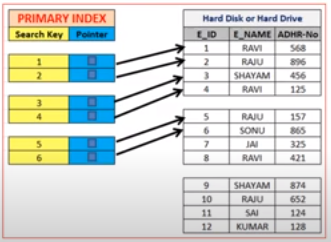 PRIMARY INDEX
Search Key Pointer
1
2
3
4
5
6
Hard Disk or Hard Drive
E_ID E_NAME ADHR-No
1 RAVI 568
2 RAJU 896
3 SHAYAM 456
4 RAVI 125
5 RAJU 157
6 SONU 865
7 JAI 325
8 RAVI 421
9 SHAYAM 874
10 RAJU 652
11 SAI 124
12 KUMAR 128